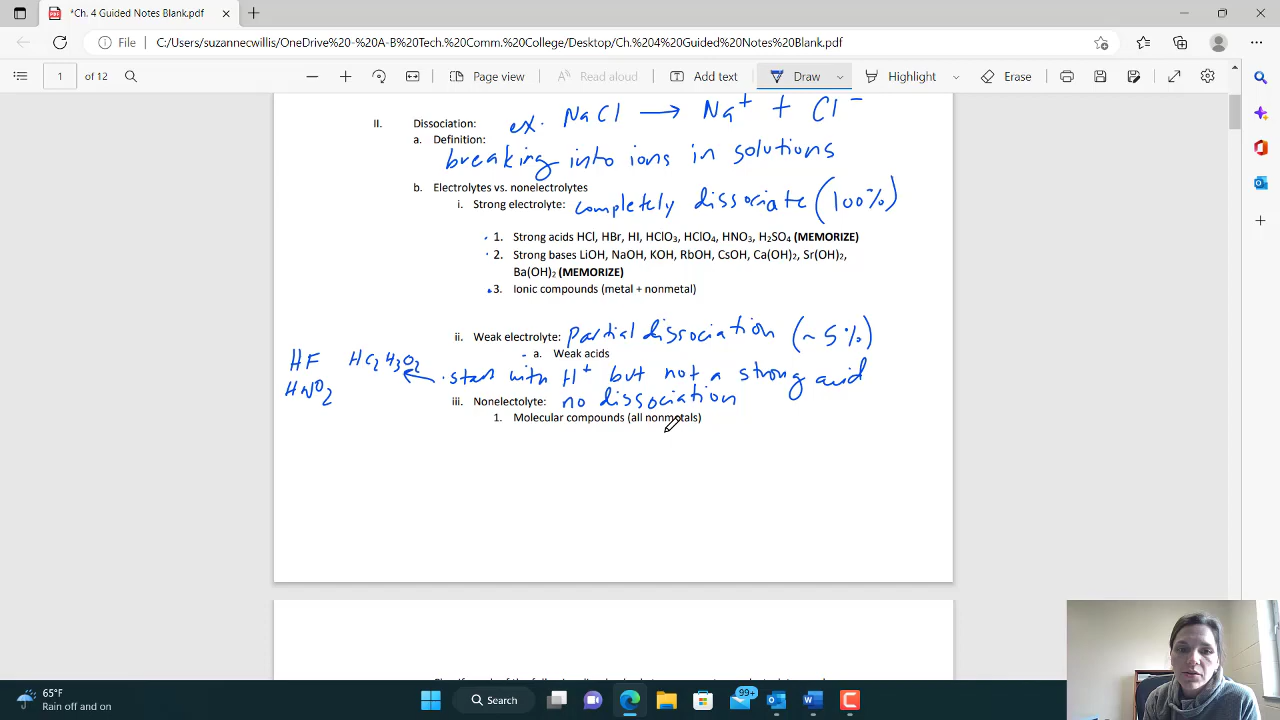 *Ch. 4 Guided Notes Blank.pdf
File C:/Users/suzannecwillis/OneDrive%20-%20A-B%20Tech.%20Comm.%20College/Desktop/Ch.%204%20Guided%20Notes%20Blank.pdf
1 of 12 Page view Read aloud Add text Draw Highlight Erase
ex. NaCl → Na⁺ + Cl⁻
II. Dissociation:
a. Definition:
breaking into ions in solutions
b. Electrolytes vs. nonelectrolytes
i. Strong electrolyte: completely dissociate (100%)
1. Strong acids HCl, HBr, HI, HClO₃, HClO₄, HNO₃, H₂SO₄ (MEMORIZE)
2. Strong bases LiOH, NaOH, KOH, RbOH, CsOH, Ca(OH)₂, Sr(OH)₂,
Ba(OH)₂ (MEMORIZE)
3. Ionic compounds (metal + nonmetal)
ii. Weak electrolyte: partial dissociation (~5%)
a. Weak acids
HF HC₂H₃O₂
· start with H⁺ but not a strong acid
HNO₂
iii. Nonelectolyte: no dissociation
1. Molecular compounds (all nonmetals)
65°F
Rain off and on
Search
99+